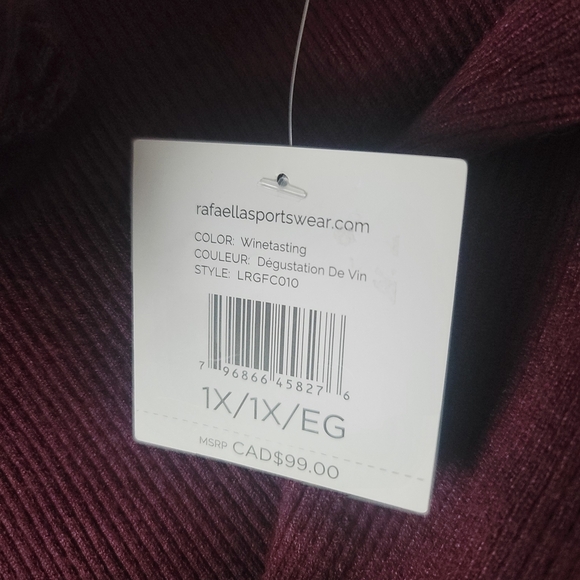 rafaellasportswear.com
COLOR: Winetasting
COULEUR: Dégustation De Vin
STYLE: LRGFC010
7 96866 45827 6
1X/1X/EG
MSRP CAD$99.00